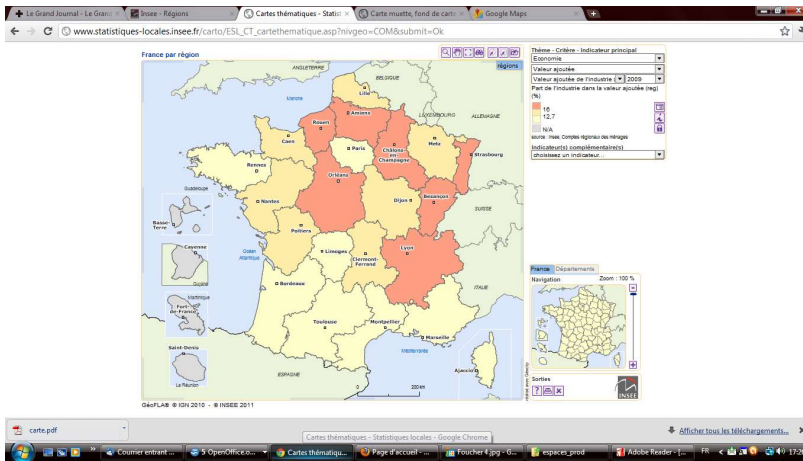 Le Grand Journal - Le Grand
Insee - Régions
Cartes thématiques - Statist
Carte muette, fond de carte
Google Maps
www.statistiques-locales.insee.fr/carto/ESL_CT_cartethematique.asp?nivgeo=COM&submit=Ok
France par région
régions
ANGLETERRE
BELGIQUE
LUXEMBOURG
ALLEMAGNE
Manche
Lille
Amiens
Rouen
Caen
Paris
Châlons-
en-
Champagne
Metz
Strasbourg
Rennes
Orléans
Nantes
Dijon
Besançon
SUISSE
Poitiers
Guadeloupe
Basse-
Terre
Cayenne
Guyane
Océan
Atlantique
Limoges
Clermont-
Ferrand
Lyon
ITALIE
Bordeaux
Martinique
Fort-
de-France
Toulouse
Montpellier
Marseille
Saint-Denis
La Réunion
Méditerranée
Ajaccio
ESPAGNE
0 200 km
GéoFLA® © IGN 2010 - © INSEE 2011
Thème - Critère - Indicateur principal
Economie
Valeur ajoutée
Valeur ajoutée de l'industrie ( 2009
Part de l'industrie dans la valeur ajoutée (reg)
(%)
16
12,7
N/A
source : Insee, Comptes régionaux des ménages
Indicateur(s) complémentaire(s)
choisissez un indicateur...
France Départements
Navigation Zoom : 100 %
Sorties
INSEE
carte.pdf
Afficher tous les téléchargements...
Cartes thématiques - Statistiques locales - Google Chrome
Courrier entrant ...
5 OpenOffice.o...
Cartes thématiqu...
Page d'accueil - ...
Foucher 4.jpg - G...
espaces_prod
Adobe Reader - [...
FR